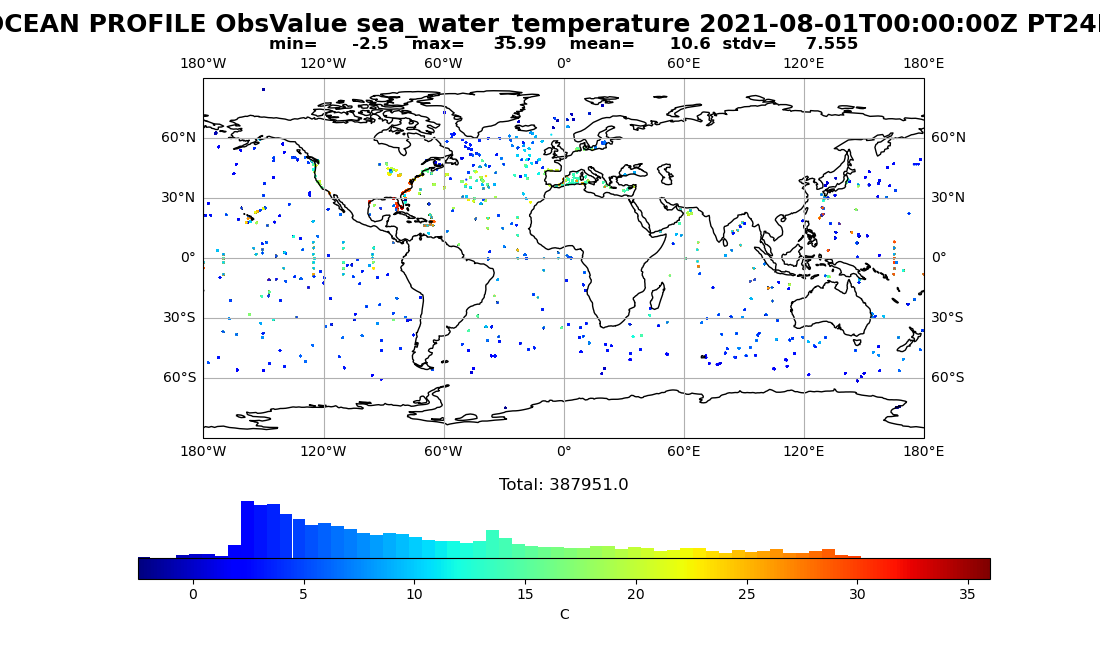 OCEAN PROFILE ObsValue sea_water_temperature 2021-08-01T00:00:00Z
min= -2.5 max= 35.99 mean= 10.6 stdv= 7.555
180°W 120°W 60°W 0° 60°E 120°E 180°E
60°N 60°N
30°N 30°N
0° 0°
30°S 30°S
60°S 60°S
180°W 120°W 60°W 0° 60°E 120°E 180°E
Total: 387951.0
0 5 10 15 20 25 30 35
C